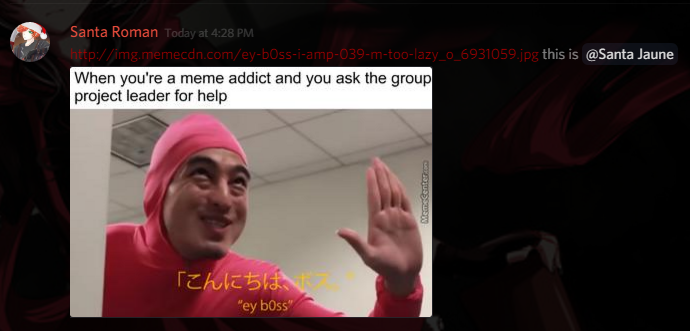 Santa Roman Today at 4:28 PM
http://img.memecdn.com/ey-b0ss-i-amp-039-m-too-lazy_o_6931059.jpg this is @Santa Jaune
When you're a meme addict and you ask the group
project leader for help
MemeCenter.com
「こんにちは、ボス。"
"ey b0ss"